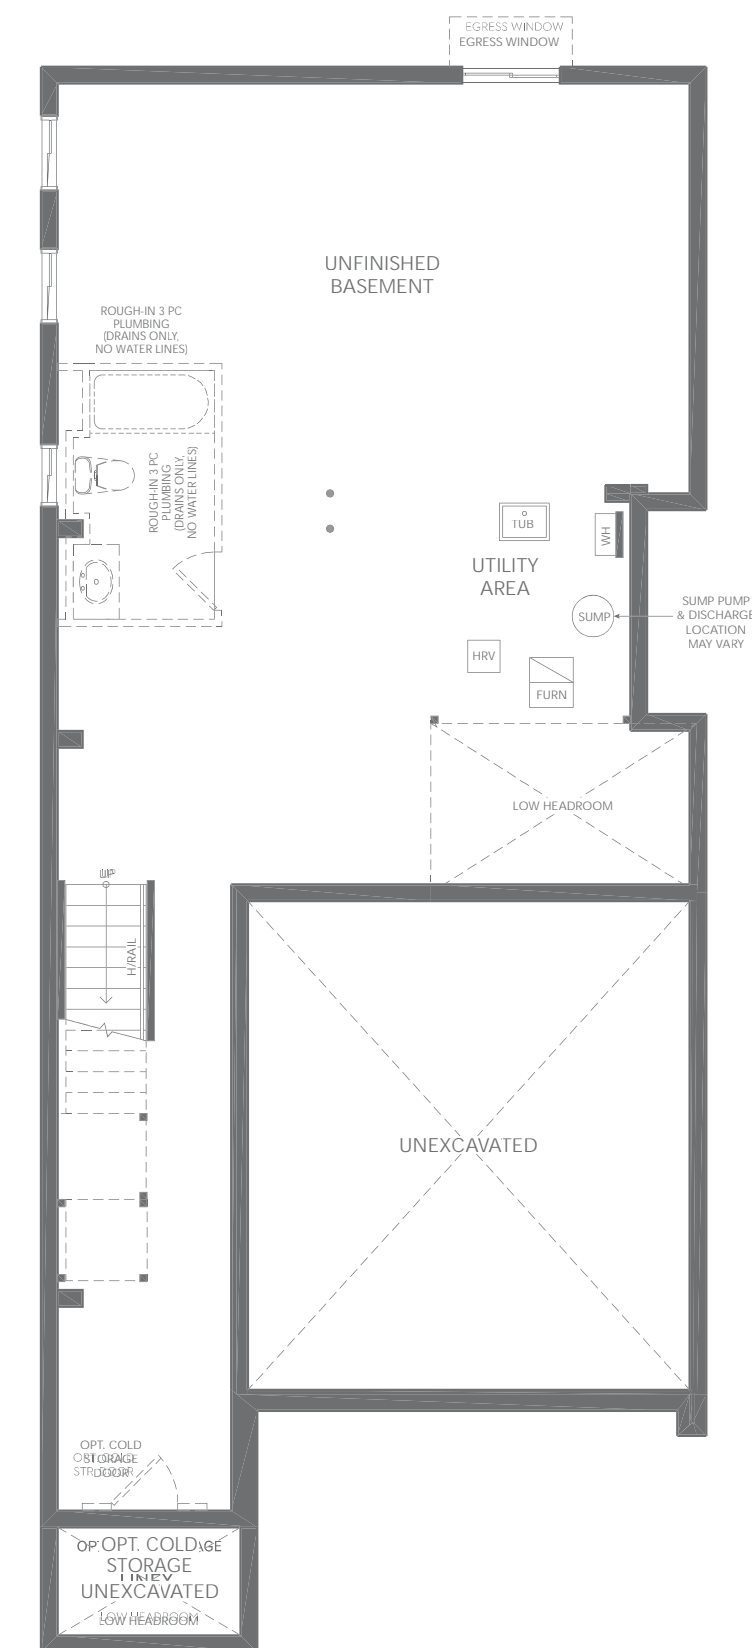 EGRESS WINDOW
EGRESS WINDOW
UNFINISHED
BASEMENT
ROUGH-IN 3 PC
PLUMBING
(DRAINS ONLY,
NO WATER LINES)
ROUGH-IN 3 PC
PLUMBING
(DRAINS ONLY,
NO WATER LINES)
TUB
WH
UTILITY
AREA
SUMP
SUMP PUMP
& DISCHARGE
LOCATION
MAY VARY
HRV
FURN
LOW HEADROOM
UP
H/RAIL
UNEXCAVATED
OPT. COLD
STORAGE
DOOR
OPT. COLD
STORAGE
UNEXCAVATED
LOW HEADROOM
LOW HEADROOM